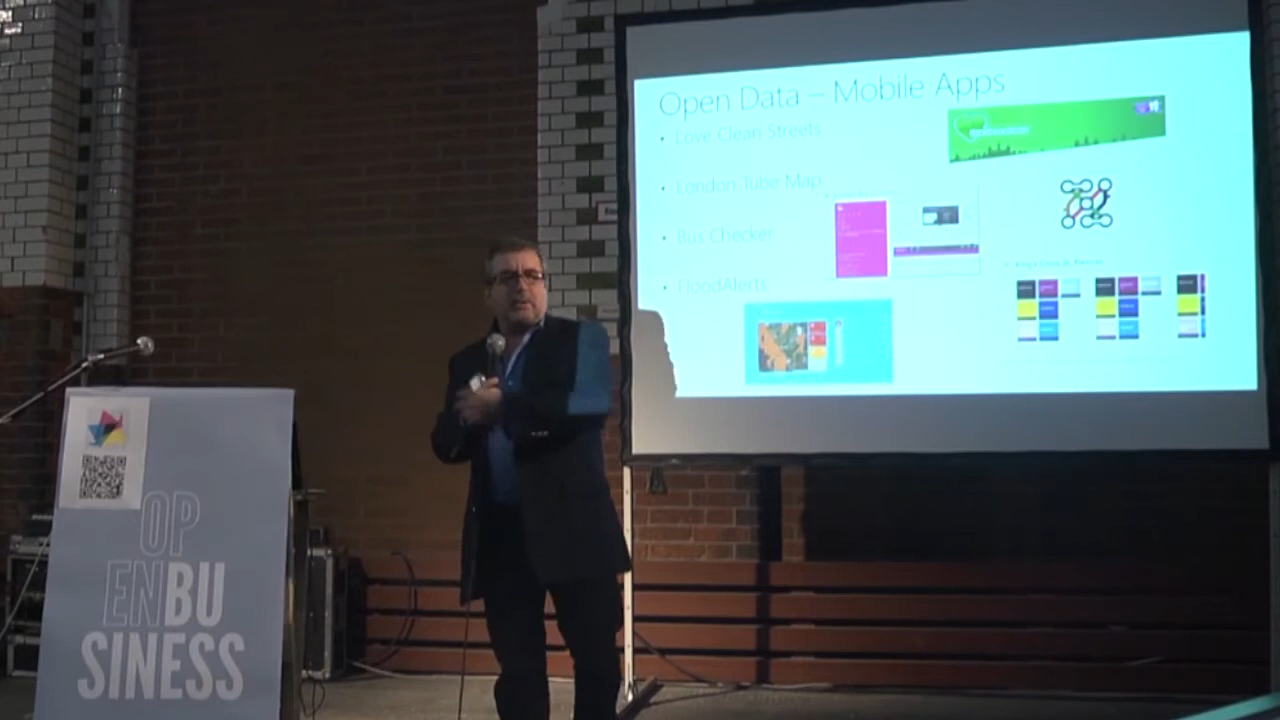 Open Data – Mobile Apps
• Love Clean Streets
• London Tube Map
• Bus Checker
• FloodAlerts
OP
ENBU
SINESS